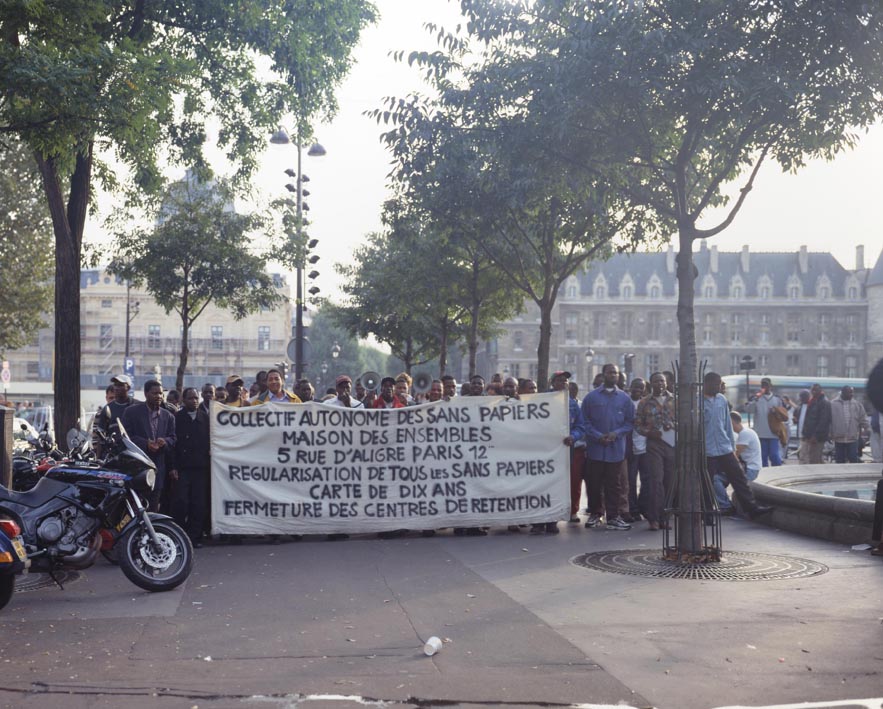 COLLECTIF AUTONOME DES SANS PAPIERS
MAISON DES ENSEMBLES
5 RUE D'ALIGRE PARIS 12
REGULARISATION DE TOUS LES SANS PAPIERS
CARTE DE DIX ANS
FERMETURE DES CENTRES DE RETENTION